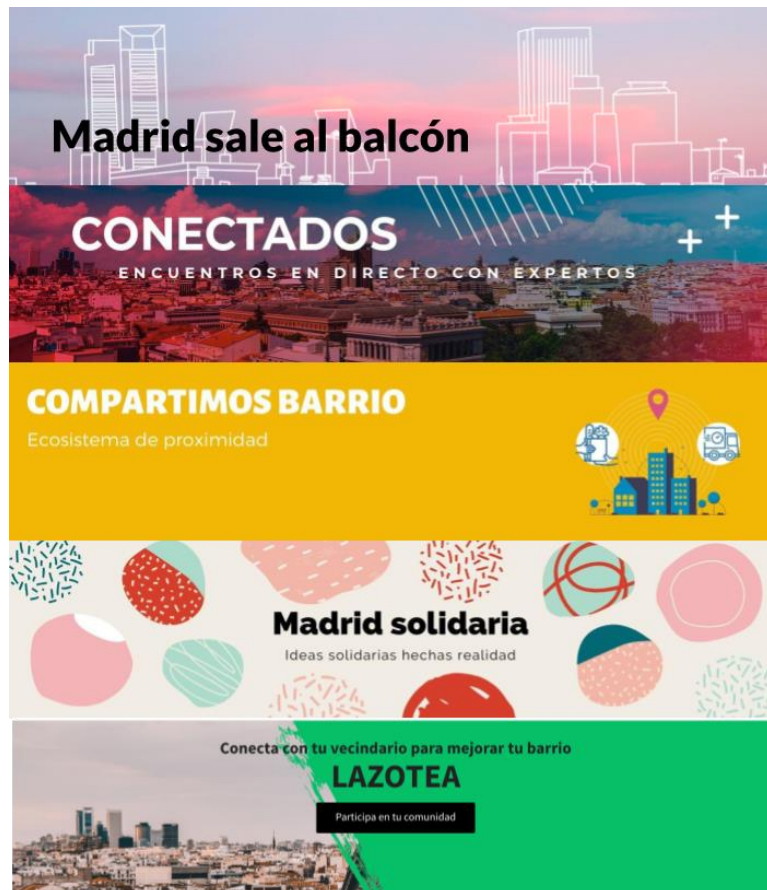 Madrid sale al balcón
CONECTADOS
ENCUENTROS EN DIRECTO CON EXPERTOS
COMPARTIMOS BARRIO
Ecosistema de proximidad
Madrid solidaria
Ideas solidarias hechas realidad
Conecta con tu vecindario para mejorar tu barrio
LAZOTEA
Participa en tu comunidad